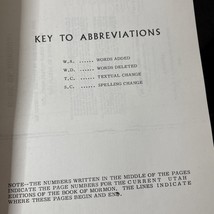 KEY TO ABBREVIATIONS
W.A. ...... WORDS ADDED
W.D. ...... WORDS DELETED
T.C. ...... TEXTUAL CHANGE
S.C. ...... SPELLING CHANGE
NOTE—THE NUMBERS WRITTEN IN THE MIDDLE OF THE PAGES
INDICATE THE PAGE NUMBERS FOR THE CURRENT UTAH
EDITIONS OF THE BOOK OF MORMON. THE LINES INDICATE
WHERE THESE PAGES BEGIN AND END.